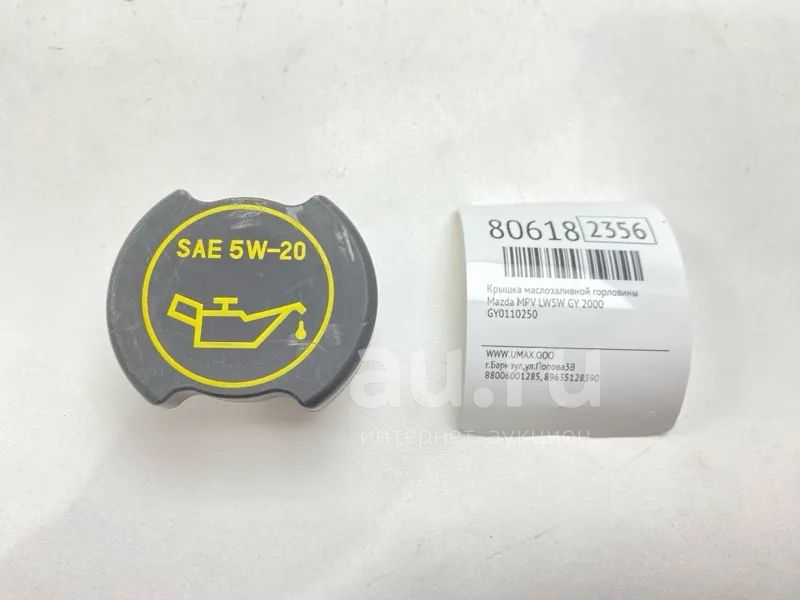 SAE 5W-20
80618 2356
Крышка маслозаливной горловины
Mazda MPV LW5W GY 2000
GY0110250
WWW.UMAX.OOO
г.Барнаул,ул.Попова3В
88006001285, 89635128390
au.ru
интернет-аукцион